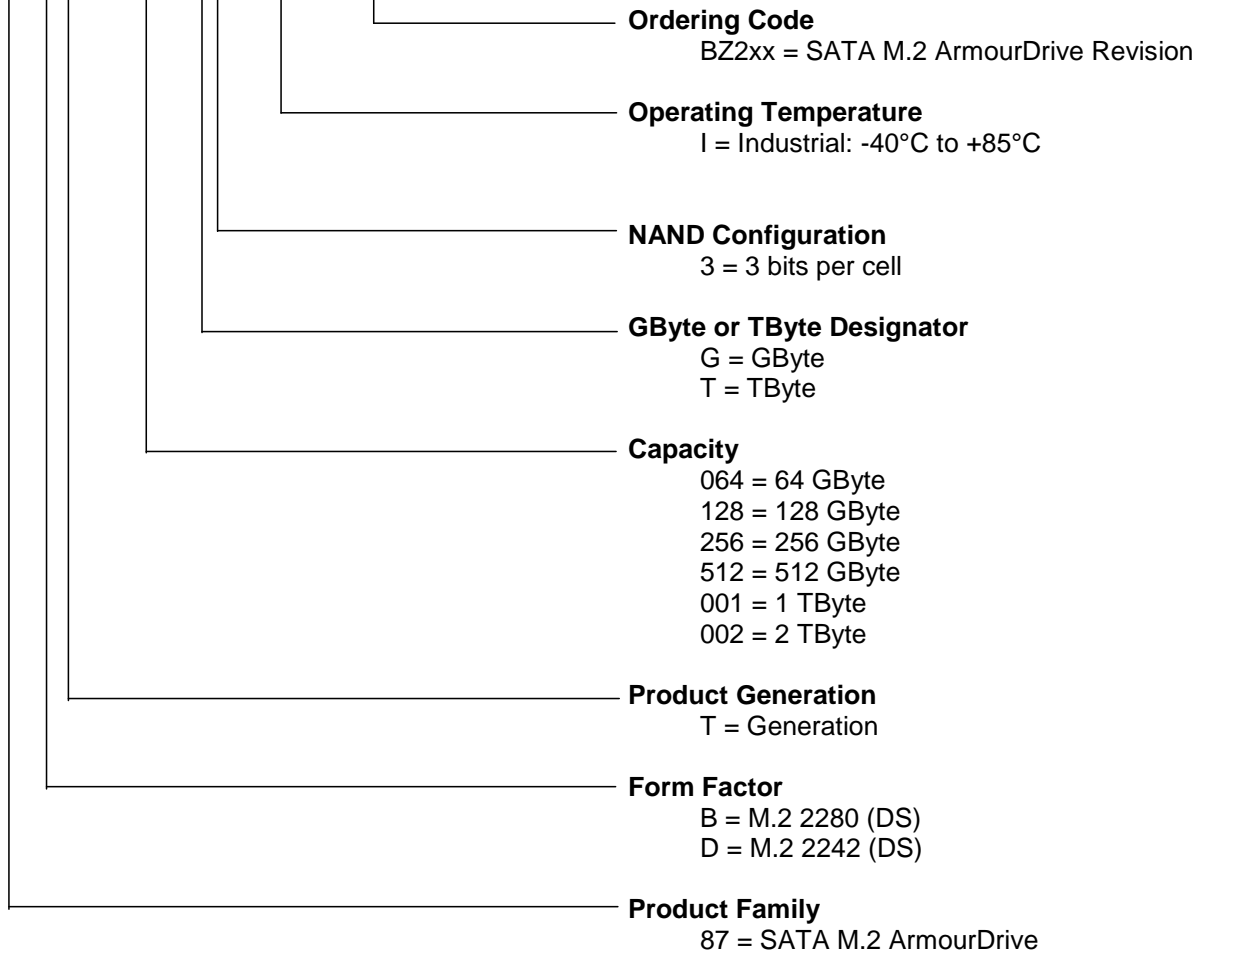 Ordering Code
BZ2xx = SATA M.2 ArmourDrive Revision
Operating Temperature
I = Industrial: -40°C to +85°C
NAND Configuration
3 = 3 bits per cell
GByte or TByte Designator
G = GByte
T = TByte
Capacity
064 = 64 GByte
128 = 128 GByte
256 = 256 GByte
512 = 512 GByte
001 = 1 TByte
002 = 2 TByte
Product Generation
T = Generation
Form Factor
B = M.2 2280 (DS)
D = M.2 2242 (DS)
Product Family
87 = SATA M.2 ArmourDrive